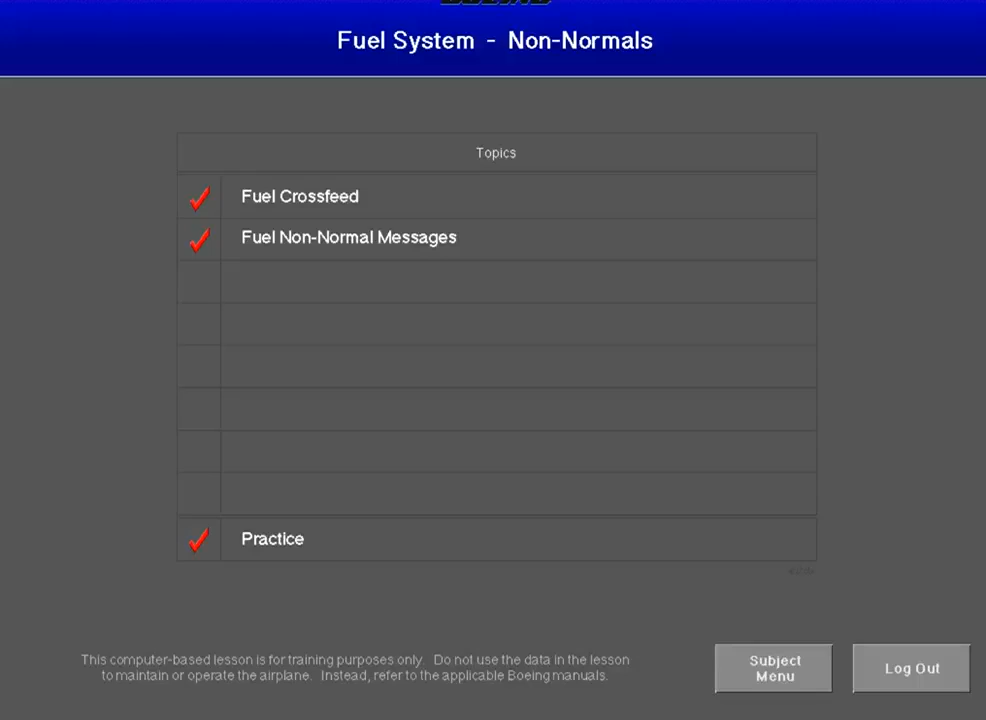 Fuel System - Non-Normals
Topics
Fuel Crossfeed
Fuel Non-Normal Messages
Practice
This computer-based lesson is for training purposes only. Do not use the data in the lesson
to maintain or operate the airplane. Instead, refer to the applicable Boeing manuals.
Subject
Menu
Log Out